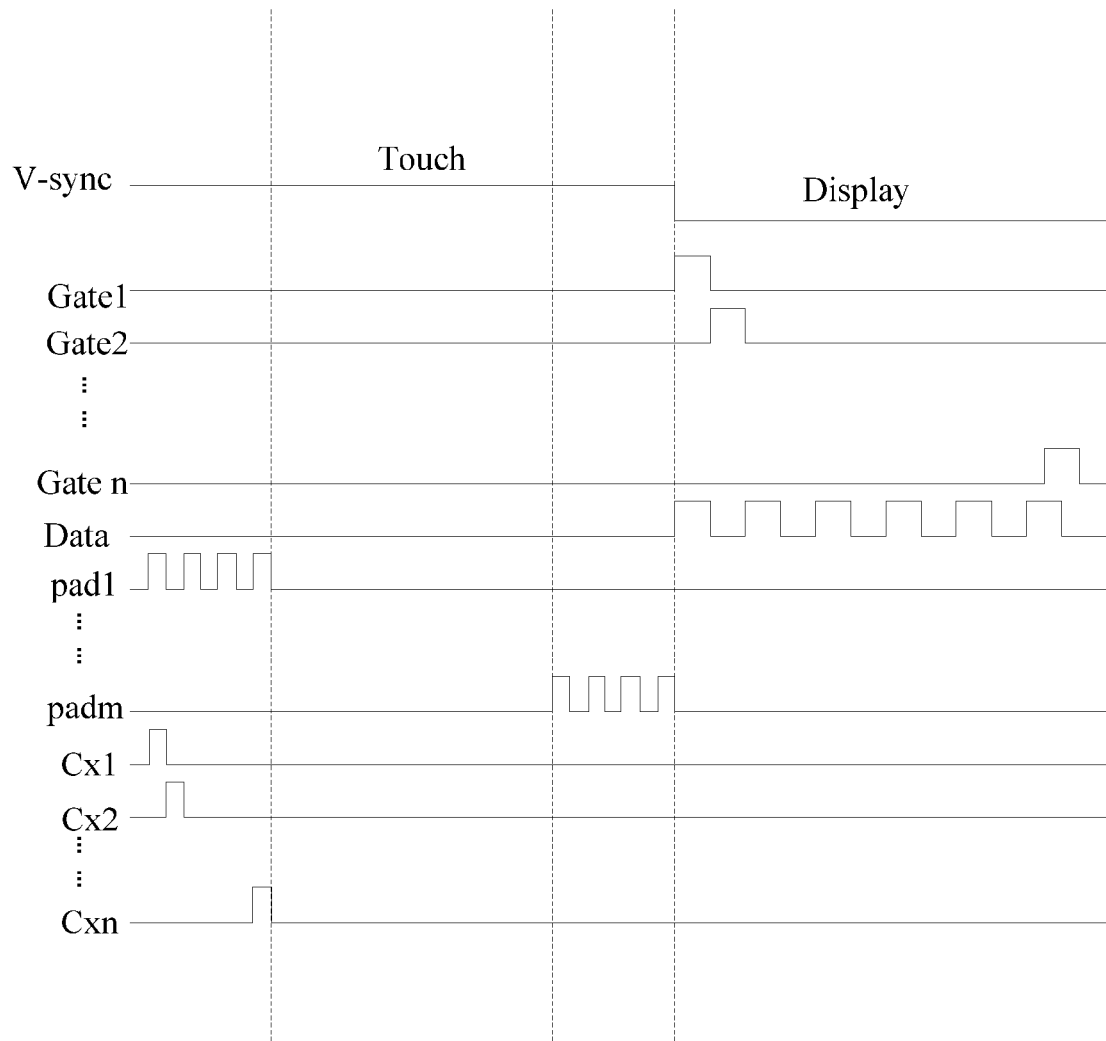 Touch
V-sync
Display
Gate1
Gate2
Gate n
Data
pad1
padm
Cx1
Cx2
Cxn